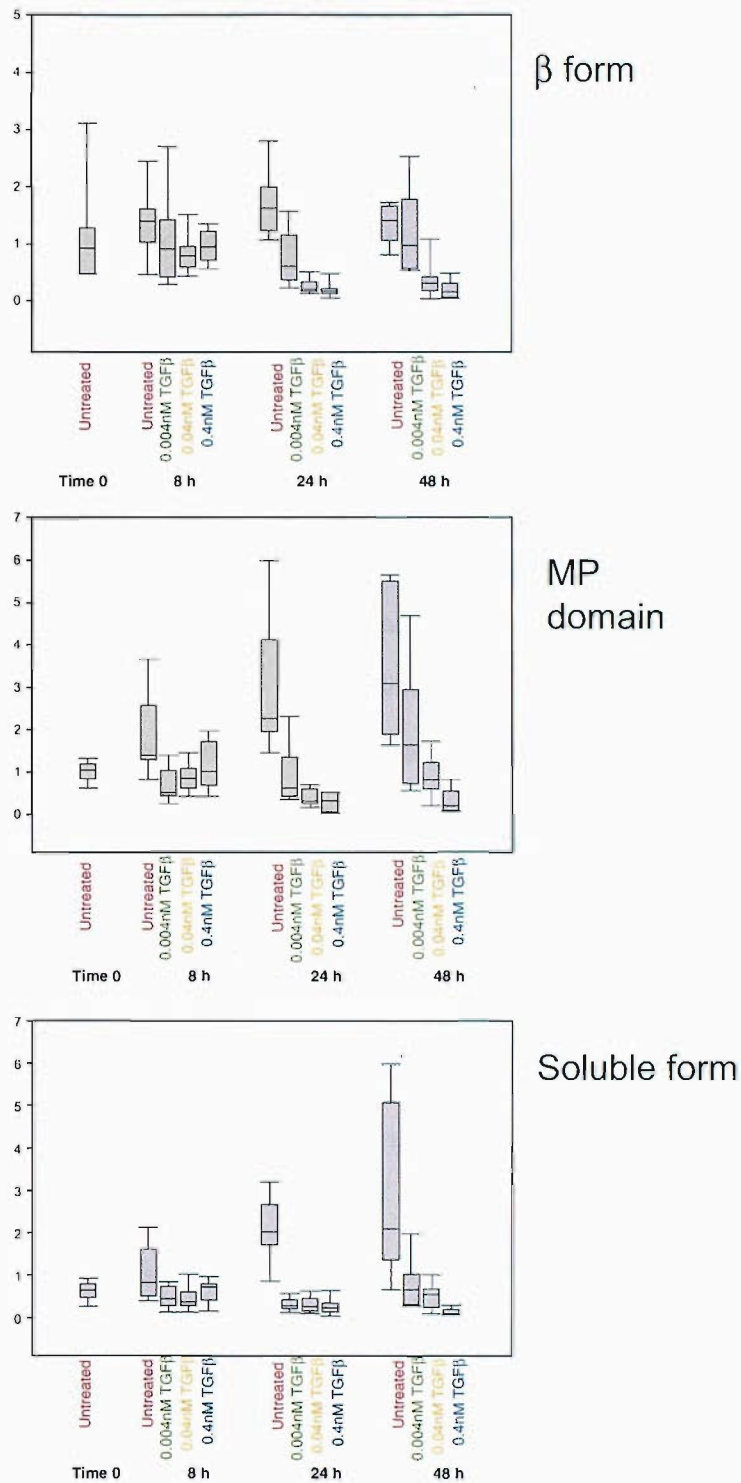 5
4
3
2
1
0
β form
Untreated
Untreated
0.004nM TGFβ
0.04nM TGFβ
0.4nM TGFβ
Untreated
0.004nM TGFβ
0.04nM TGFβ
0.4nM TGFβ
Untreated
0.004nM TGFβ
0.04nM TGFβ
0.4nM TGFβ
Time 0 8 h 24 h 48 h
7
6
5
4
3
2
1
0
MP
domain
Untreated
Untreated
0.004nM TGFβ
0.04nM TGFβ
0.4nM TGFβ
Untreated
0.004nM TGFβ
0.04nM TGFβ
0.4nM TGFβ
Untreated
0.004nM TGFβ
0.04nM TGFβ
0.4nM TGFβ
Time 0 8 h 24 h 48 h
7
6
5
4
3
2
1
0
Soluble form
Untreated
Untreated
0.004nM TGFβ
0.04nM TGFβ
0.4nM TGFβ
Untreated
0.004nM TGFβ
0.04nM TGFβ
0.4nM TGFβ
Untreated
0.004nM TGFβ
0.04nM TGFβ
0.4nM TGFβ
Time 0 8 h 24 h 48 h